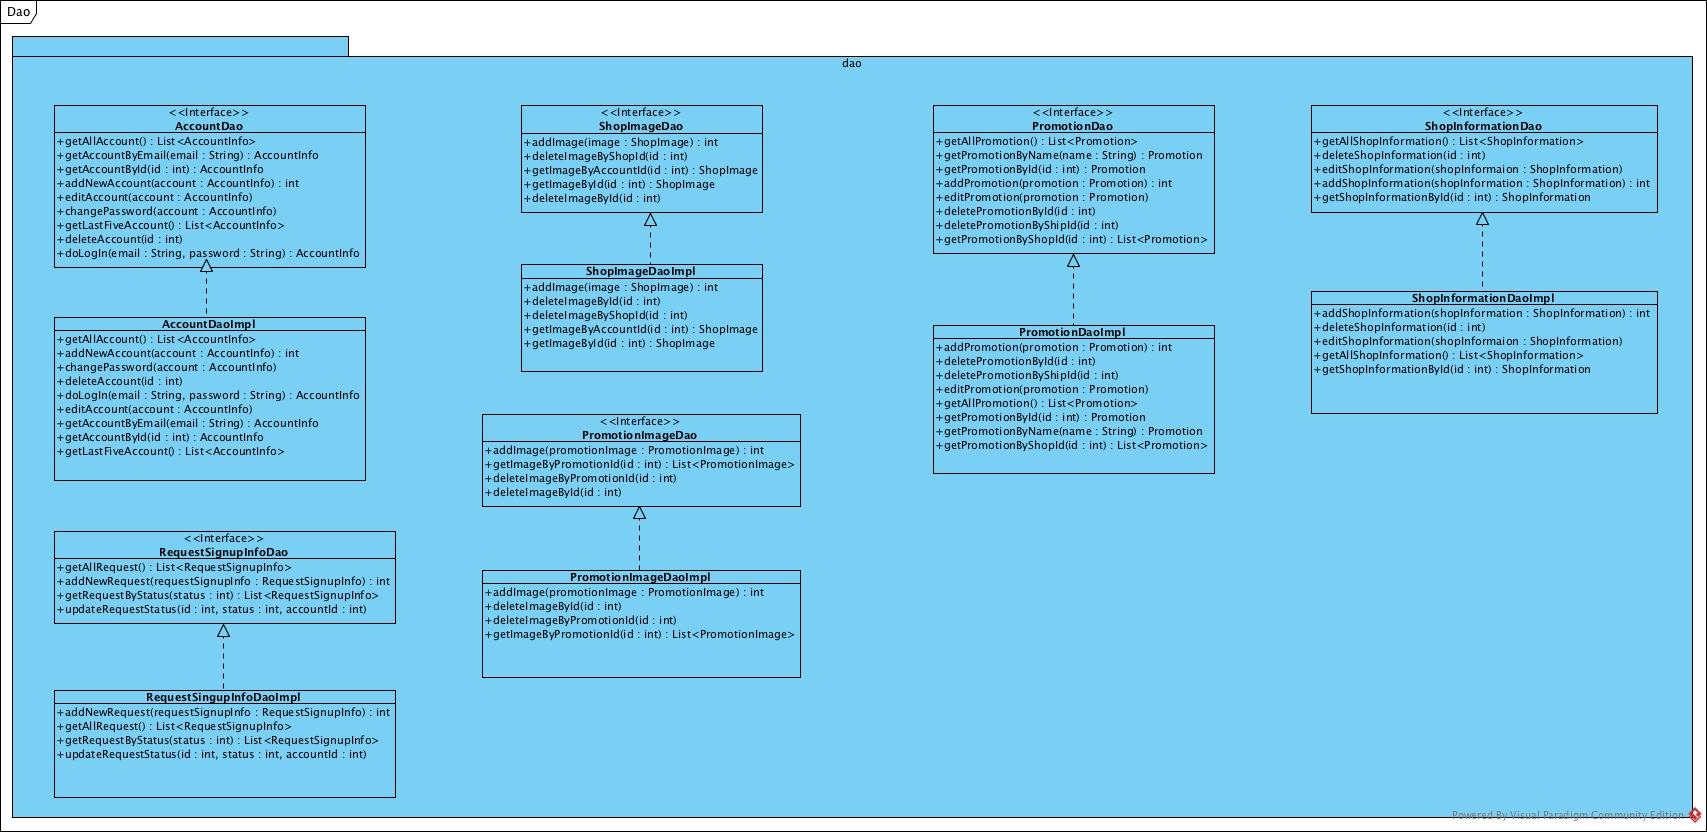 Dao
dao
<<Interface>>
AccountDao
+getAllAccount() : List<AccountInfo>
+getAccountByEmail(email : String) : AccountInfo
+getAccountById(id : int) : AccountInfo
+addNewAccount(account : AccountInfo) : int
+editAccount(account : AccountInfo)
+changePassword(account : AccountInfo)
+getLastFiveAccount() : List<AccountInfo>
+deleteAccount(id : int)
+doLogIn(email : String, password : String) : AccountInfo
AccountDaoImpl
+getAllAccount() : List<AccountInfo>
+addNewAccount(account : AccountInfo) : int
+changePassword(account : AccountInfo)
+deleteAccount(id : int)
+doLogIn(email : String, password : String) : AccountInfo
+editAccount(account : AccountInfo)
+getAccountByEmail(email : String) : AccountInfo
+getAccountById(id : int) : AccountInfo
+getLastFiveAccount() : List<AccountInfo>
<<Interface>>
RequestSignupInfoDao
+getAllRequest() : List<RequestSignupInfo>
+addNewRequest(requestSignupInfo : RequestSignupInfo) : int
+getRequestByStatus(status : int) : List<RequestSignupInfo>
+updateRequestStatus(id : int, status : int, accountId : int)
RequestSingupInfoDaoImpl
+addNewRequest(requestSignupInfo : RequestSignupInfo) : int
+getAllRequest() : List<RequestSignupInfo>
+getRequestByStatus(status : int) : List<RequestSignupInfo>
+updateRequestStatus(id : int, status : int, accountId : int)
<<Interface>>
ShopImageDao
+addImage(image : ShopImage) : int
+deleteImageByShopId(id : int)
+getImageByAccountId(id : int) : ShopImage
+getImageById(id : int) : ShopImage
+deleteImageById(id : int)
ShopImageDaoImpl
+addImage(image : ShopImage) : int
+deleteImageById(id : int)
+deleteImageByShopId(id : int)
+getImageByAccountId(id : int) : ShopImage
+getImageById(id : int) : ShopImage
<<Interface>>
PromotionImageDao
+addImage(promotionImage : PromotionImage) : int
+getImageByPromotionId(id : int) : List<PromotionImage>
+deleteImageByPromotionId(id : int)
+deleteImageById(id : int)
PromotionImageDaoImpl
+addImage(promotionImage : PromotionImage) : int
+deleteImageById(id : int)
+deleteImageByPromotionId(id : int)
+getImageByPromotionId(id : int) : List<PromotionImage>
<<Interface>>
PromotionDao
+getAllPromotion() : List<Promotion>
+getPromotionByName(name : String) : Promotion
+getPromotionById(id : int) : Promotion
+addPromotion(promotion : Promotion) : int
+editPromotion(promotion : Promotion)
+deletePromotionById(id : int)
+deletePromotionByShipId(id : int)
+getPromotionByShopId(id : int) : List<Promotion>
PromotionDaoImpl
+addPromotion(promotion : Promotion) : int
+deletePromotionById(id : int)
+deletePromotionByShipId(id : int)
+editPromotion(promotion : Promotion)
+getAllPromotion() : List<Promotion>
+getPromotionById(id : int) : Promotion
+getPromotionByName(name : String) : Promotion
+getPromotionByShopId(id : int) : List<Promotion>
<<Interface>>
ShopInformationDao
+getAllShopInformation() : List<ShopInformation>
+deleteShopInformation(id : int)
+editShopInformation(shopInformaion : ShopInformation)
+addShopInformation(shopInformation : ShopInformation) : int
+getShopInformationById(id : int) : ShopInformation
ShopInformationDaoImpl
+addShopInformation(shopInformation : ShopInformation) : int
+deleteShopInformation(id : int)
+editShopInformation(shopInformaion : ShopInformation)
+getAllShopInformation() : List<ShopInformation>
+getShopInformationById(id : int) : ShopInformation
Powered By Visual Paradigm Community Edition